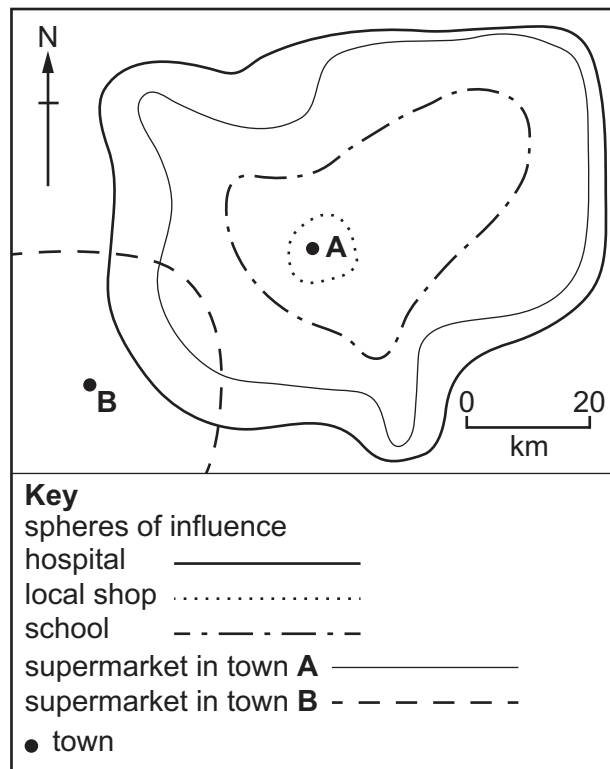 N
A
B
0 20
km
Key
spheres of influence
hospital
local shop
school
supermarket in town A
supermarket in town B
town